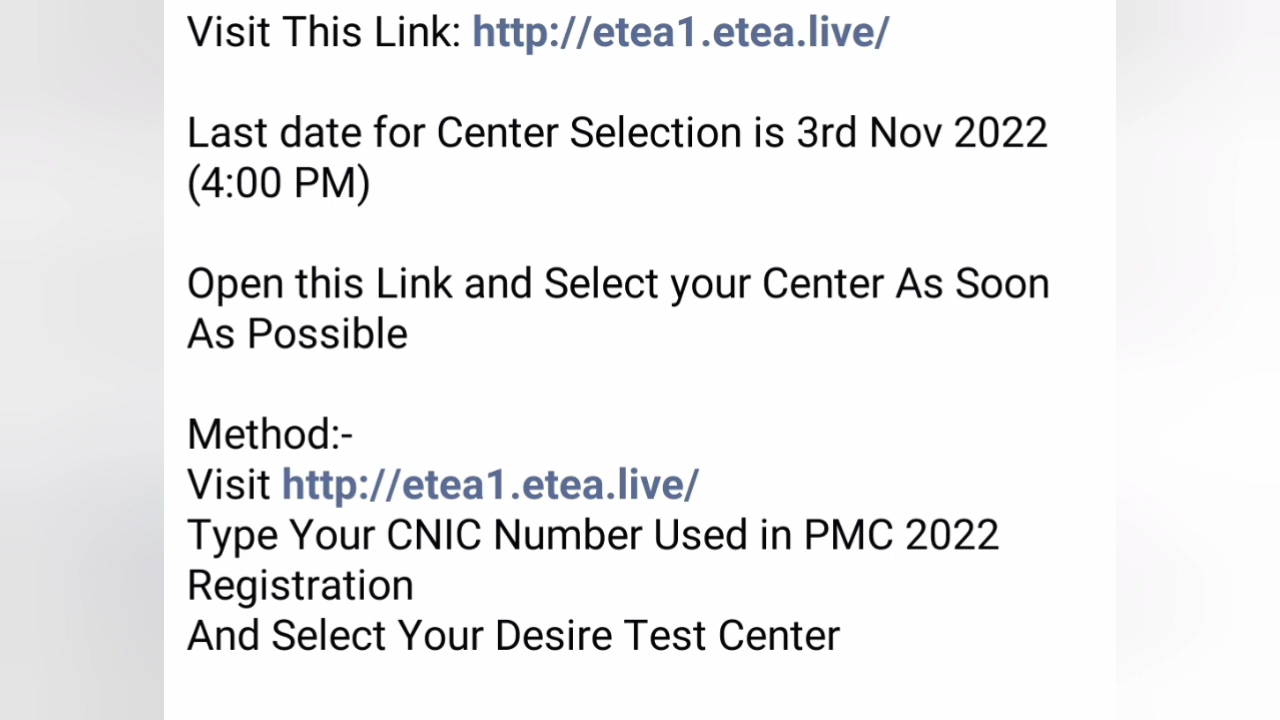 Visit This Link: http://etea1.etea.live/
Last date for Center Selection is 3rd Nov 2022
(4:00 PM)
Open this Link and Select your Center As Soon
As Possible
Method:-
Visit http://etea1.etea.live/
Type Your CNIC Number Used in PMC 2022
Registration
And Select Your Desire Test Center